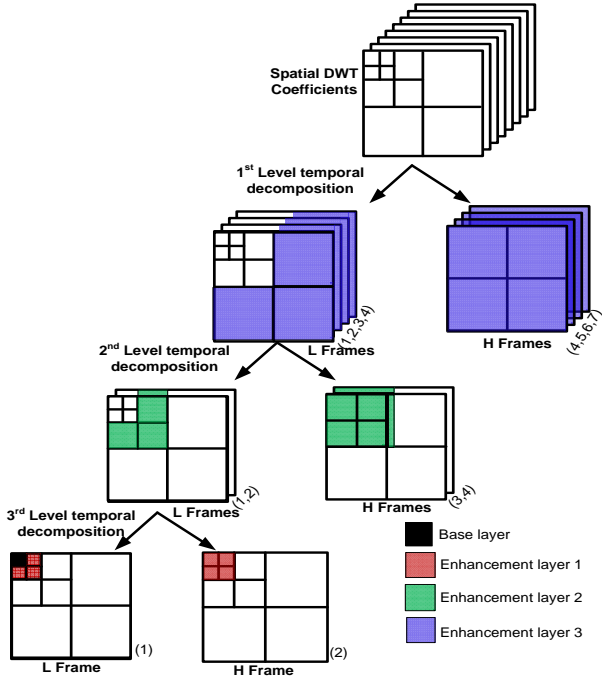 Spatial DWT
Coefficients
1st Level temporal
decomposition
L Frames
(1,2,3,4)
H Frames
(4,5,6,7)
2nd Level temporal
decomposition
L Frames
(1,2)
H Frames
(3,4)
3rd Level temporal
decomposition
L Frame
(1)
H Frame
(2)
Base layer
Enhancement layer 1
Enhancement layer 2
Enhancement layer 3